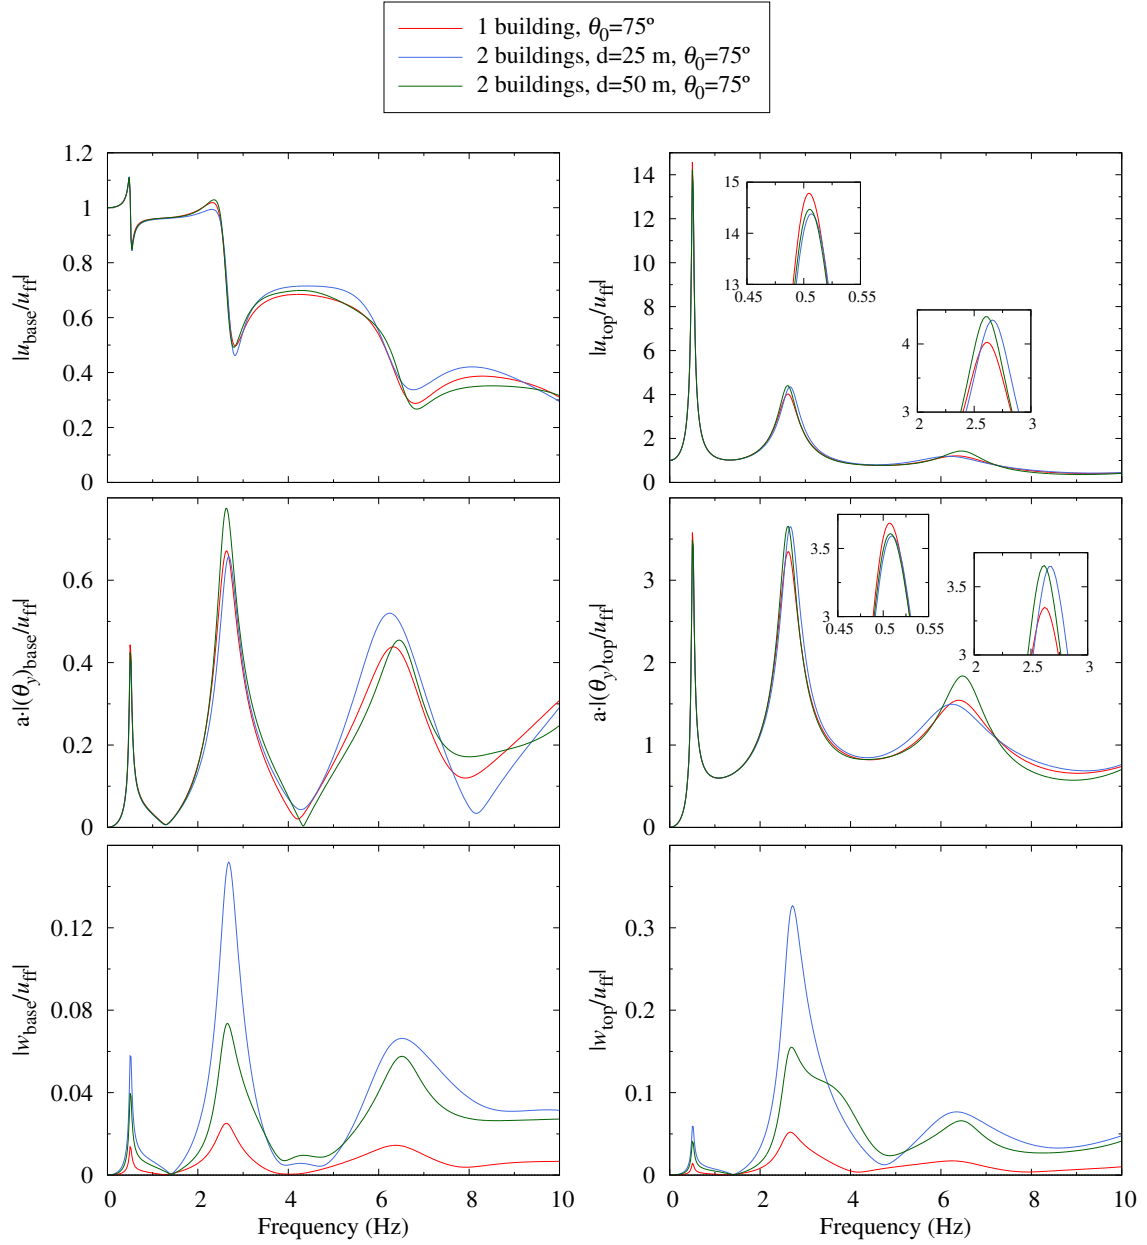 1 building, θ0=75º
2 buildings, d=25 m, θ0=75º
2 buildings, d=50 m, θ0=75º
|ubase/uff|
1.2
1
0.8
0.6
0.4
0.2
0
|utop/uff|
14
12
10
8
6
4
2
0
15
14
13
0.45 0.5 0.55
4
3
2 2.5 3
a·|(θy)base/uff|
0.6
0.4
0.2
0
a·|(θy)top/uff|
3
2
1
0
3.5
3
0.45 0.5 0.55
3.5
3
2 2.5 3
|wbase/uff|
0.12
0.08
0.04
0
0 2 4 6 8 10
Frequency (Hz)
|wtop/uff|
0.3
0.2
0.1
0
0 2 4 6 8 10
Frequency (Hz)